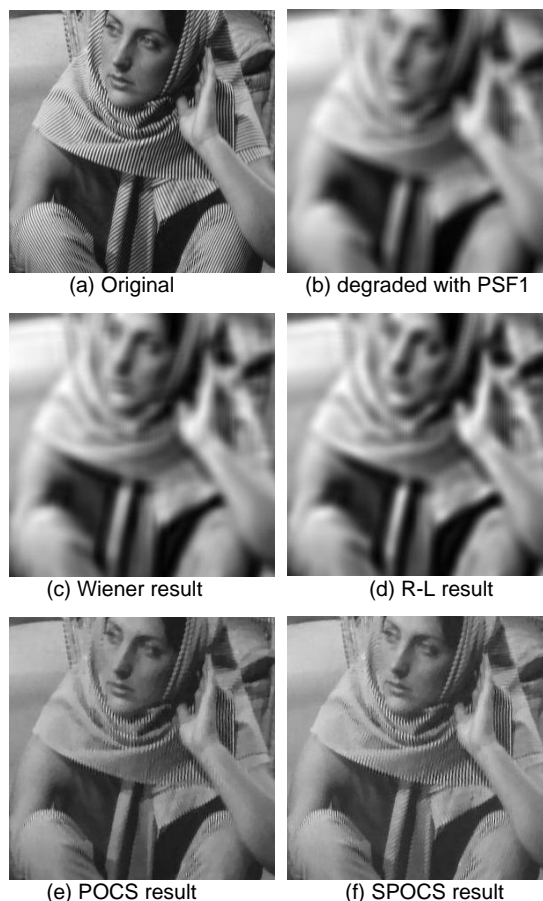 (a) Original
(b) degraded with PSF1
(c) Wiener result
(d) R-L result
(e) POCS result
(f) SPOCS result